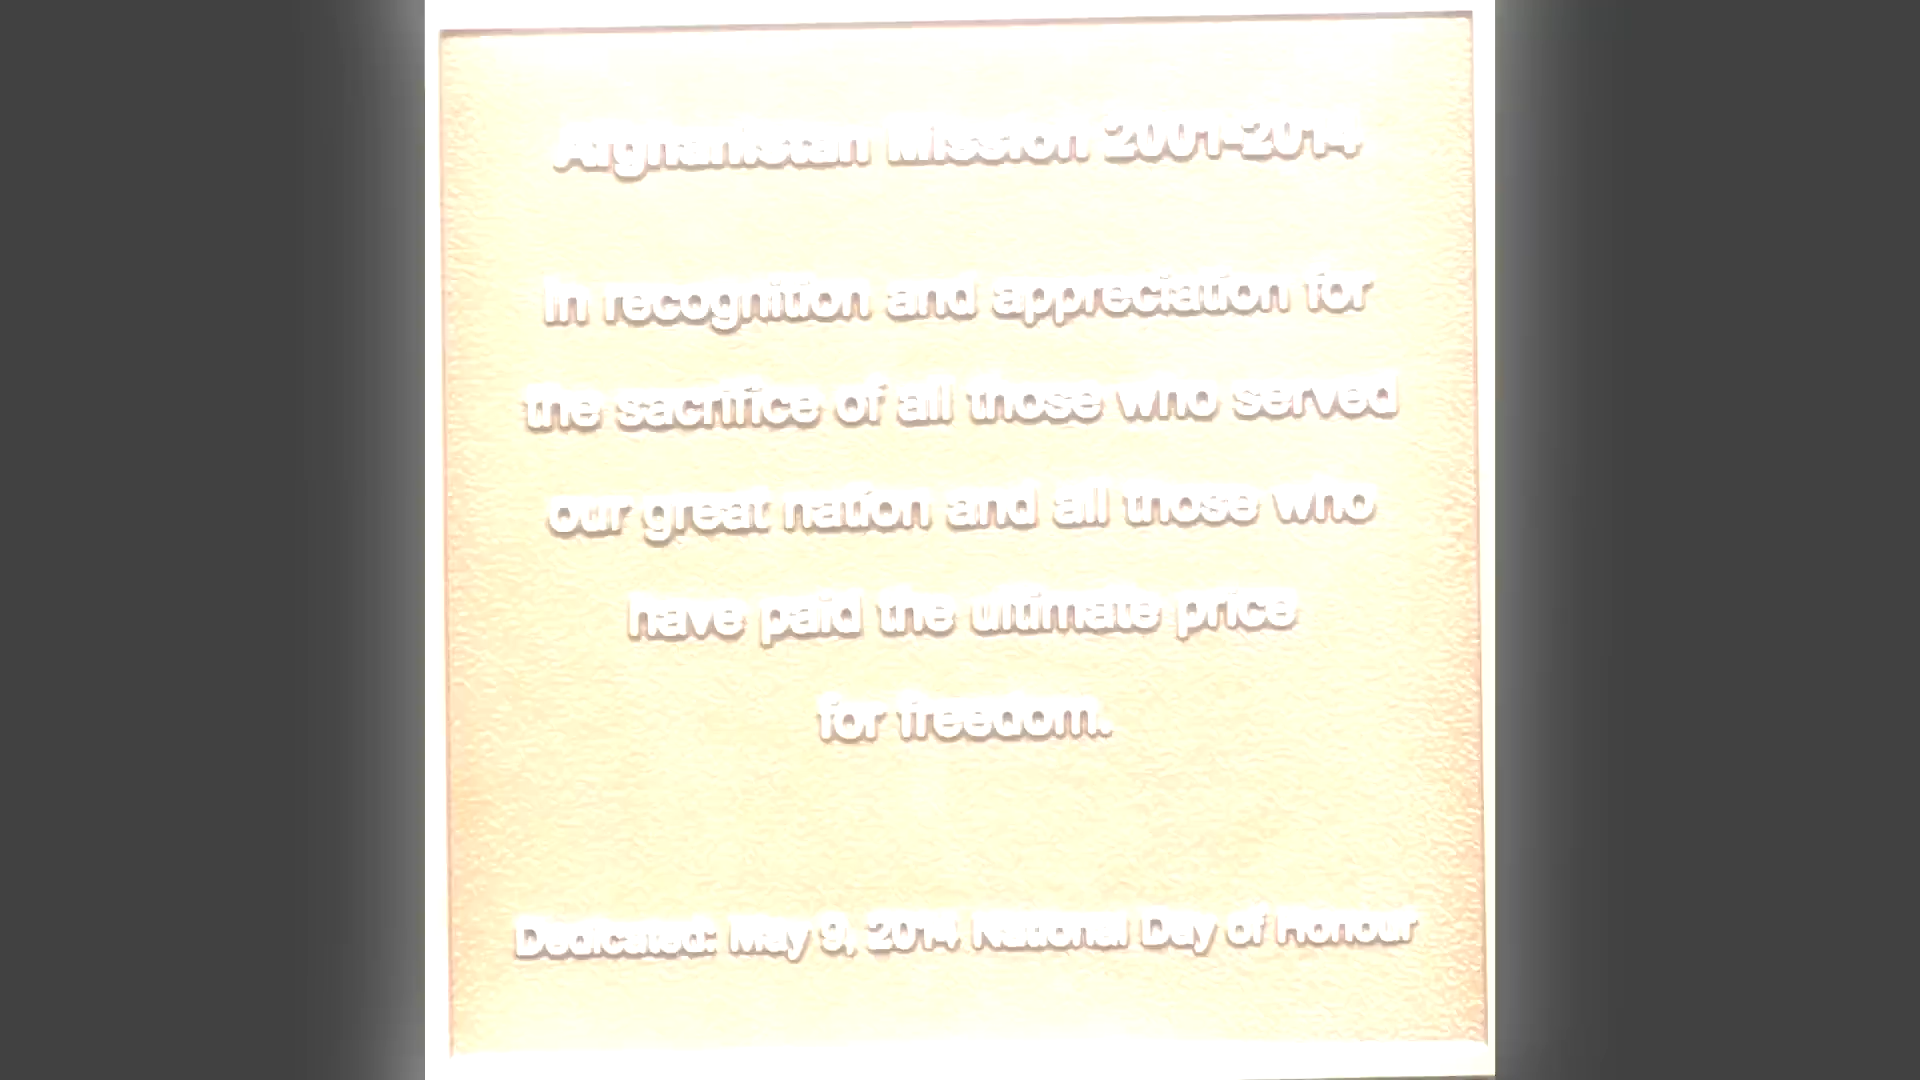 Afghanistan Mission 2001-2014
In recognition and appreciation for
the sacrifice of all those who served
our great nation and all those who
have paid the ultimate price
for freedom.
Dedicated: May 9, 2014 National Day of Honour